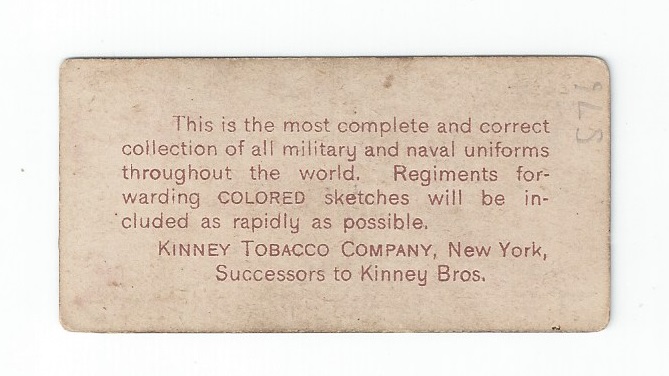 This is the most complete and correct
collection of all military and naval uniforms
throughout the world. Regiments for-
warding COLORED sketches will be in-
cluded as rapidly as possible.
KINNEY TOBACCO COMPANY, New York,
Successors to Kinney Bros.